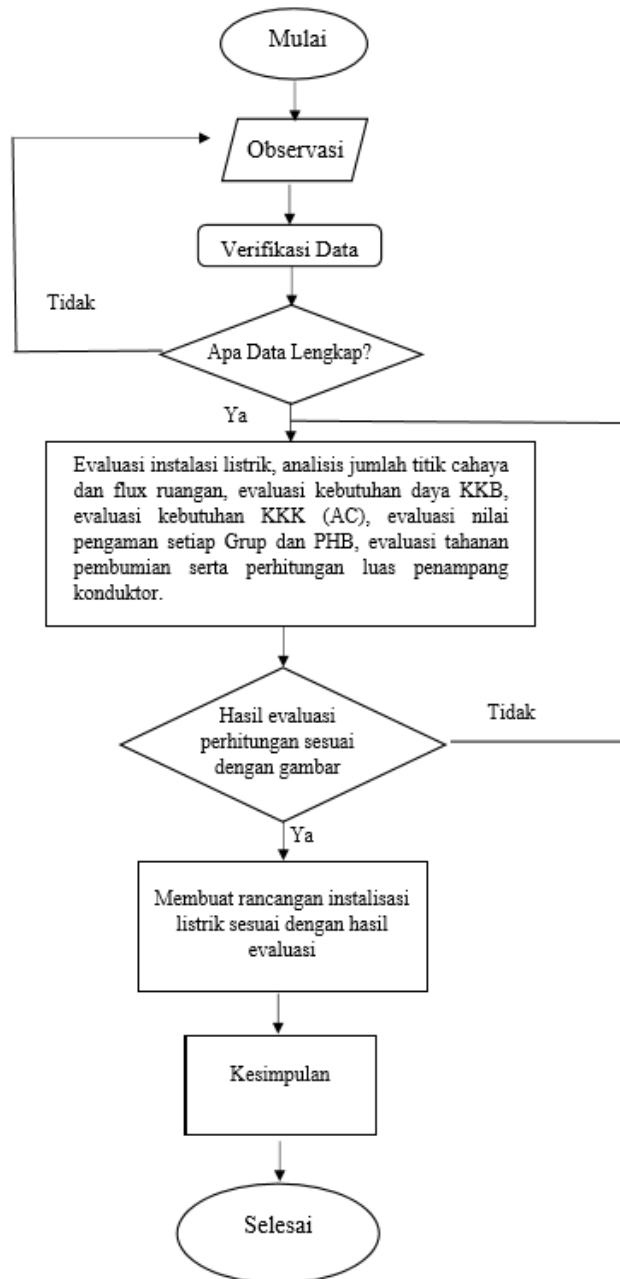 Mulai
Observasi
Verifikasi Data
Tidak
Apa Data Lengkap?
Ya
Evaluasi instalasi listrik, analisis jumlah titik cahaya
dan flux ruangan, evaluasi kebutuhan daya KKB,
evaluasi kebutuhan KKK (AC), evaluasi nilai
pengaman setiap Grup dan PHB, evaluasi tahanan
pembumian serta perhitungan luas penampang
konduktor.
Hasil evaluasi
perhitungan sesuai
dengan gambar
Tidak
Ya
Membuat rancangan instalisasi
listrik sesuai dengan hasil
evaluasi
Kesimpulan
Selesai